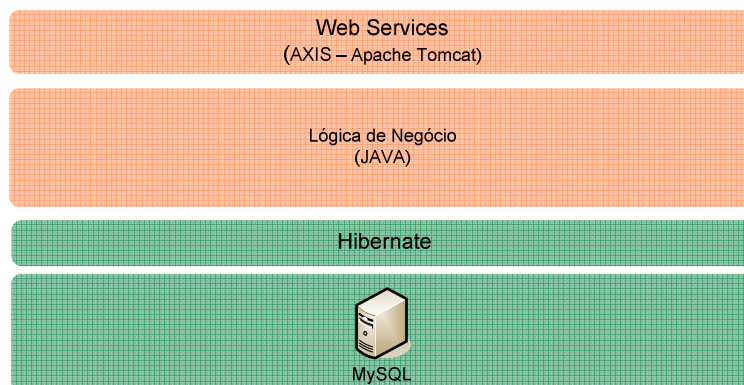 Web Services
(AXIS – Apache Tomcat)
Lógica de Negócio
(JAVA)
Hibernate
MySQL